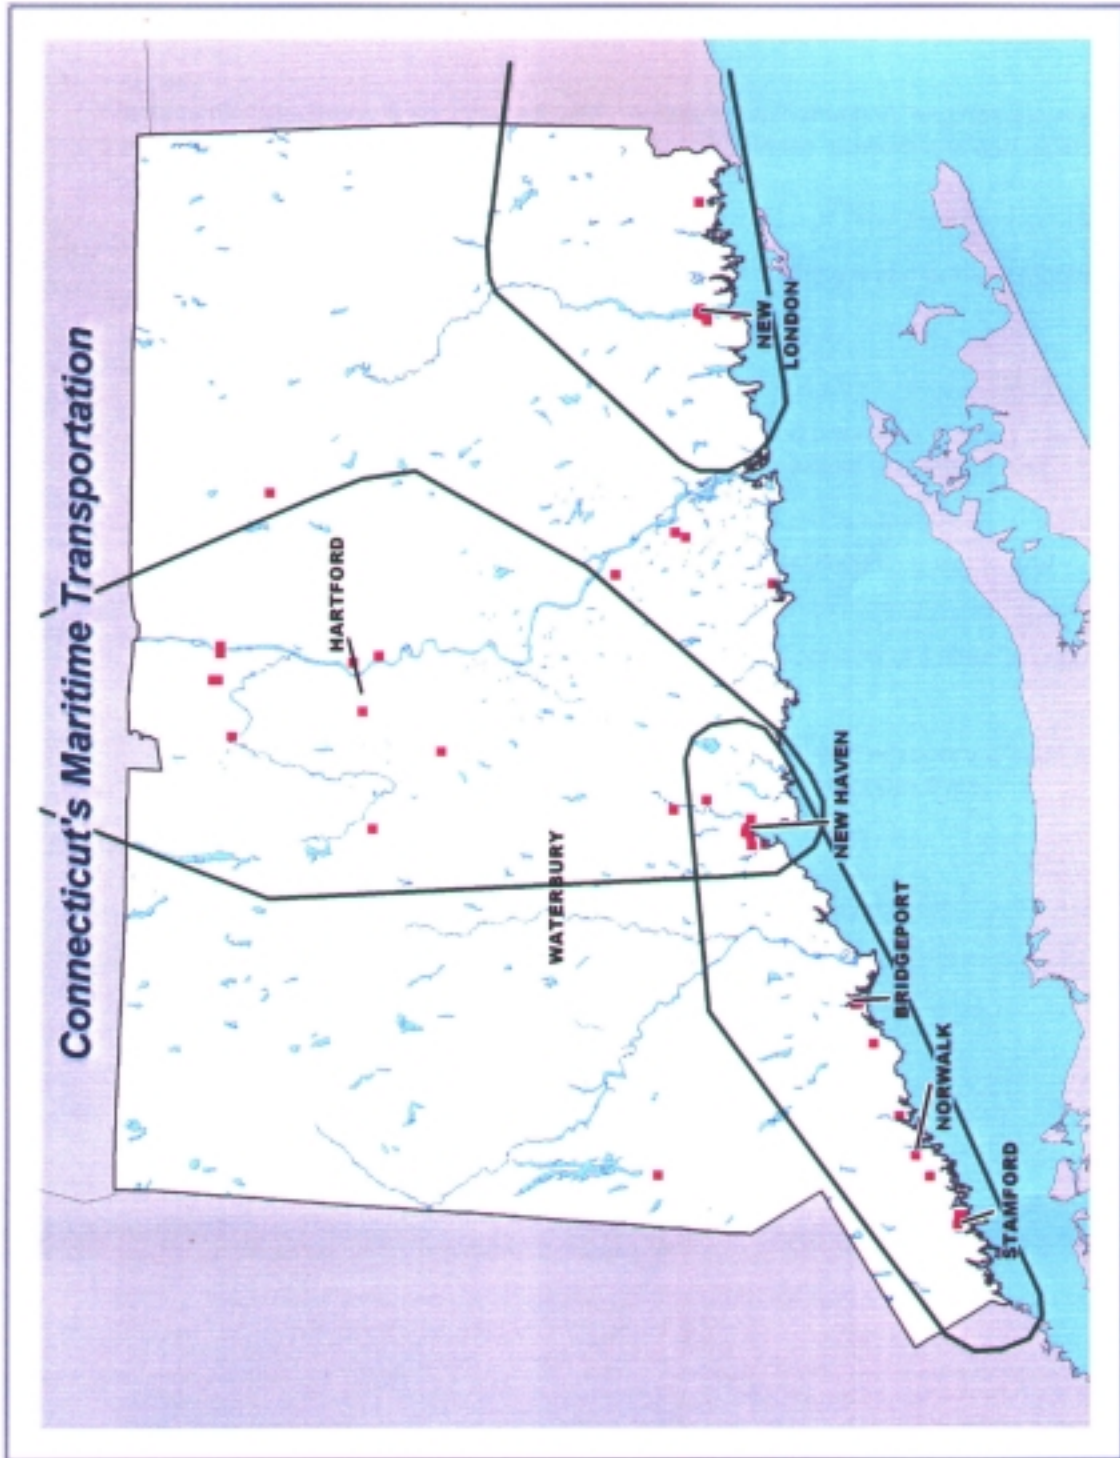 Connecticut's Maritime Transportation
HARTFORD
WATERBURY
NEW
LONDON
NEW HAVEN
BRIDGEPORT
NORWALK
STAMFORD